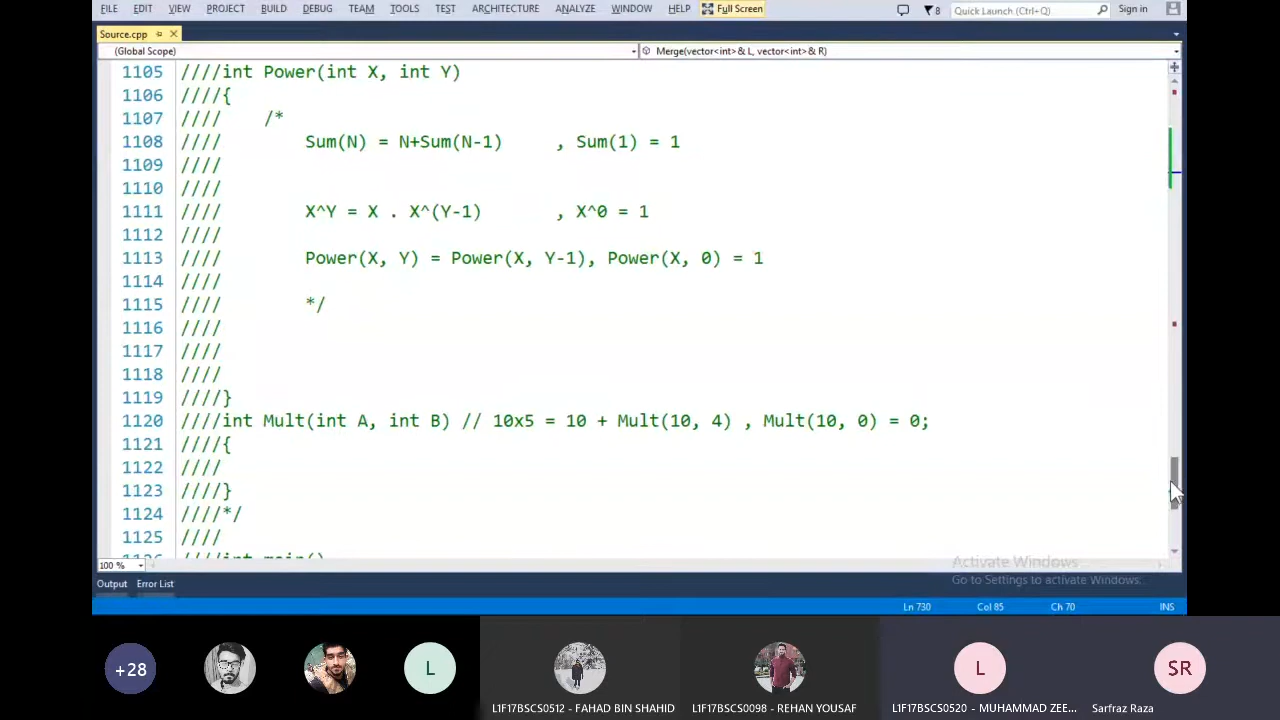 FILE EDIT VIEW PROJECT BUILD DEBUG TEAM TOOLS TEST ARCHITECTURE ANALYZE WINDOW HELP Full Screen 8 Quick Launch (Ctrl+Q) Sign in
Source.cpp
(Global Scope) Merge(vector<int>& L, vector<int>& R)
1105 ////int Power(int X, int Y)
1106 ////{
1107 //// /*
1108 //// Sum(N) = N+Sum(N-1) , Sum(1) = 1
1109 ////
1110 ////
1111 //// X^Y = X . X^(Y-1) , X^0 = 1
1112 ////
1113 //// Power(X, Y) = Power(X, Y-1), Power(X, 0) = 1
1114 ////
1115 //// */
1116 ////
1117 ////
1118 ////
1119 ////}
1120 ////int Mult(int A, int B) // 10x5 = 10 + Mult(10, 4) , Mult(10, 0) = 0;
1121 ////{
1122 ////
1123 ////}
1124 ////*/
1125 ////
1126 ////int main()
100 %
Activate Windows
Go to Settings to activate Windows.
Output Error List
Ln 730 Col 85 Ch 70 INS
+28 L L SR
L1F17BSCS0512 - FAHAD BIN SHAHID L1F17BSCS0098 - REHAN YOUSAF L1F17BSCS0520 - MUHAMMAD ZEE... Sarfraz Raza